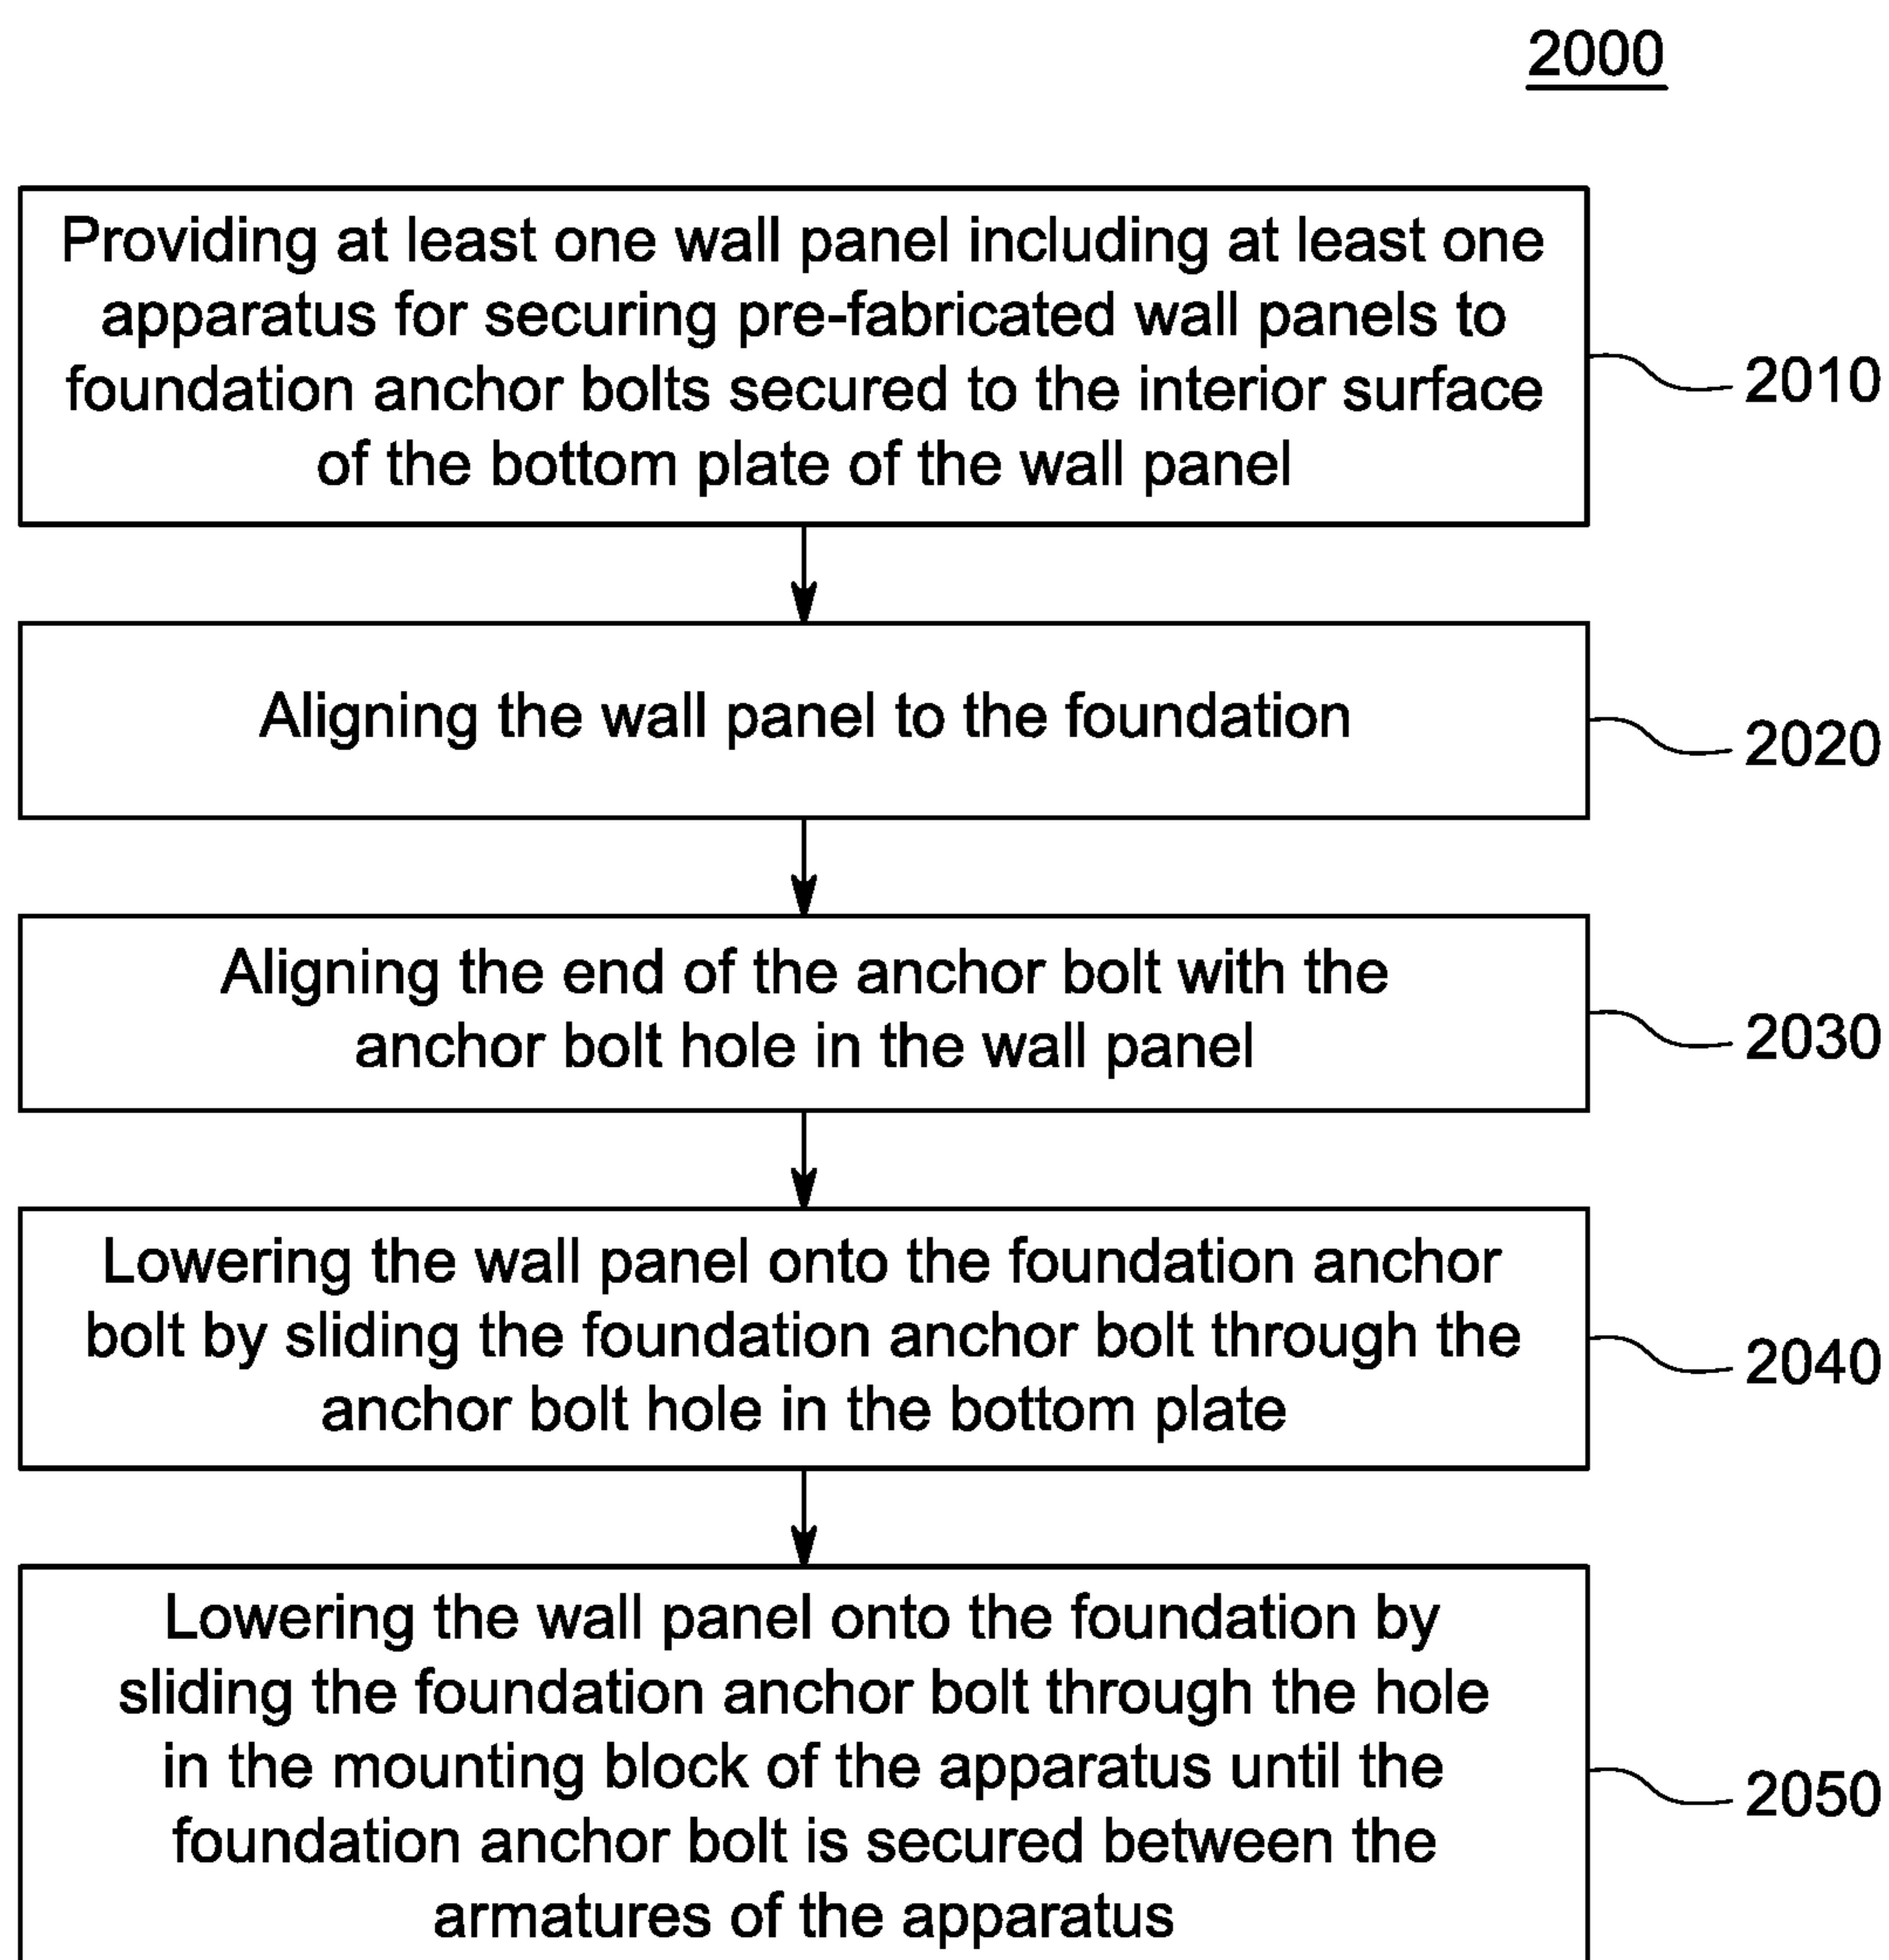 2000
Providing at least one wall panel including at least one
apparatus for securing pre-fabricated wall panels to
foundation anchor bolts secured to the interior surface
of the bottom plate of the wall panel
2010
Aligning the wall panel to the foundation
2020
Aligning the end of the anchor bolt with the
anchor bolt hole in the wall panel
2030
Lowering the wall panel onto the foundation anchor
bolt by sliding the foundation anchor bolt through the
anchor bolt hole in the bottom plate
2040
Lowering the wall panel onto the foundation by
sliding the foundation anchor bolt through the hole
in the mounting block of the apparatus until the
foundation anchor bolt is secured between the
armatures of the apparatus
2050